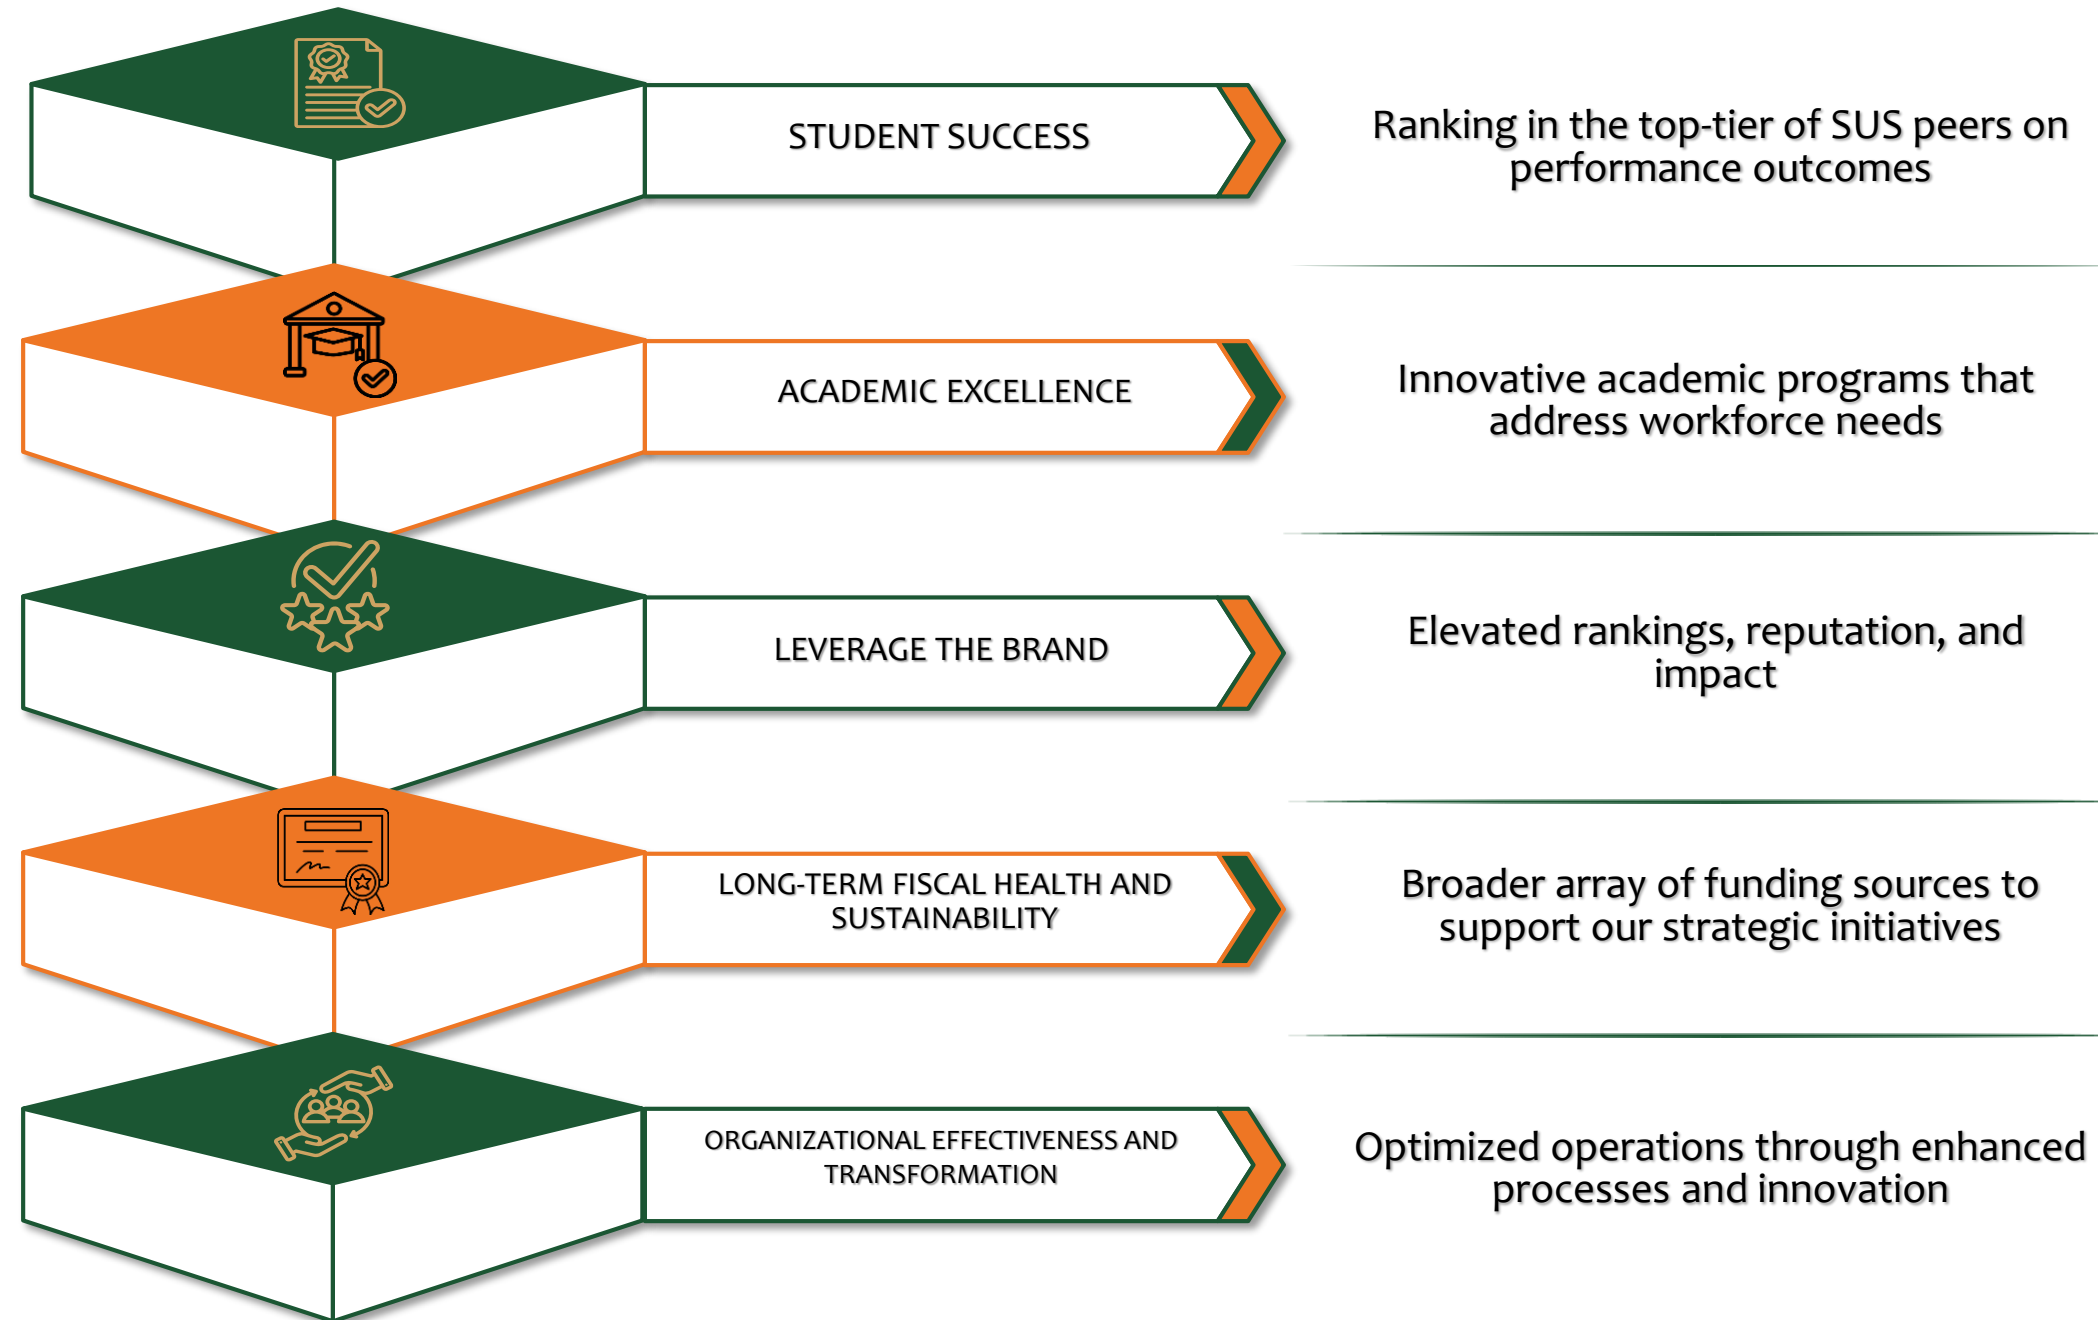 STUDENT SUCCESS
Ranking in the top-tier of SUS peers on
performance outcomes
ACADEMIC EXCELLENCE
Innovative academic programs that
address workforce needs
LEVERAGE THE BRAND
Elevated rankings, reputation, and
impact
LONG-TERM FISCAL HEALTH AND
SUSTAINABILITY
Broader array of funding sources to
support our strategic initiatives
ORGANIZATIONAL EFFECTIVENESS AND
TRANSFORMATION
Optimized operations through enhanced
processes and innovation